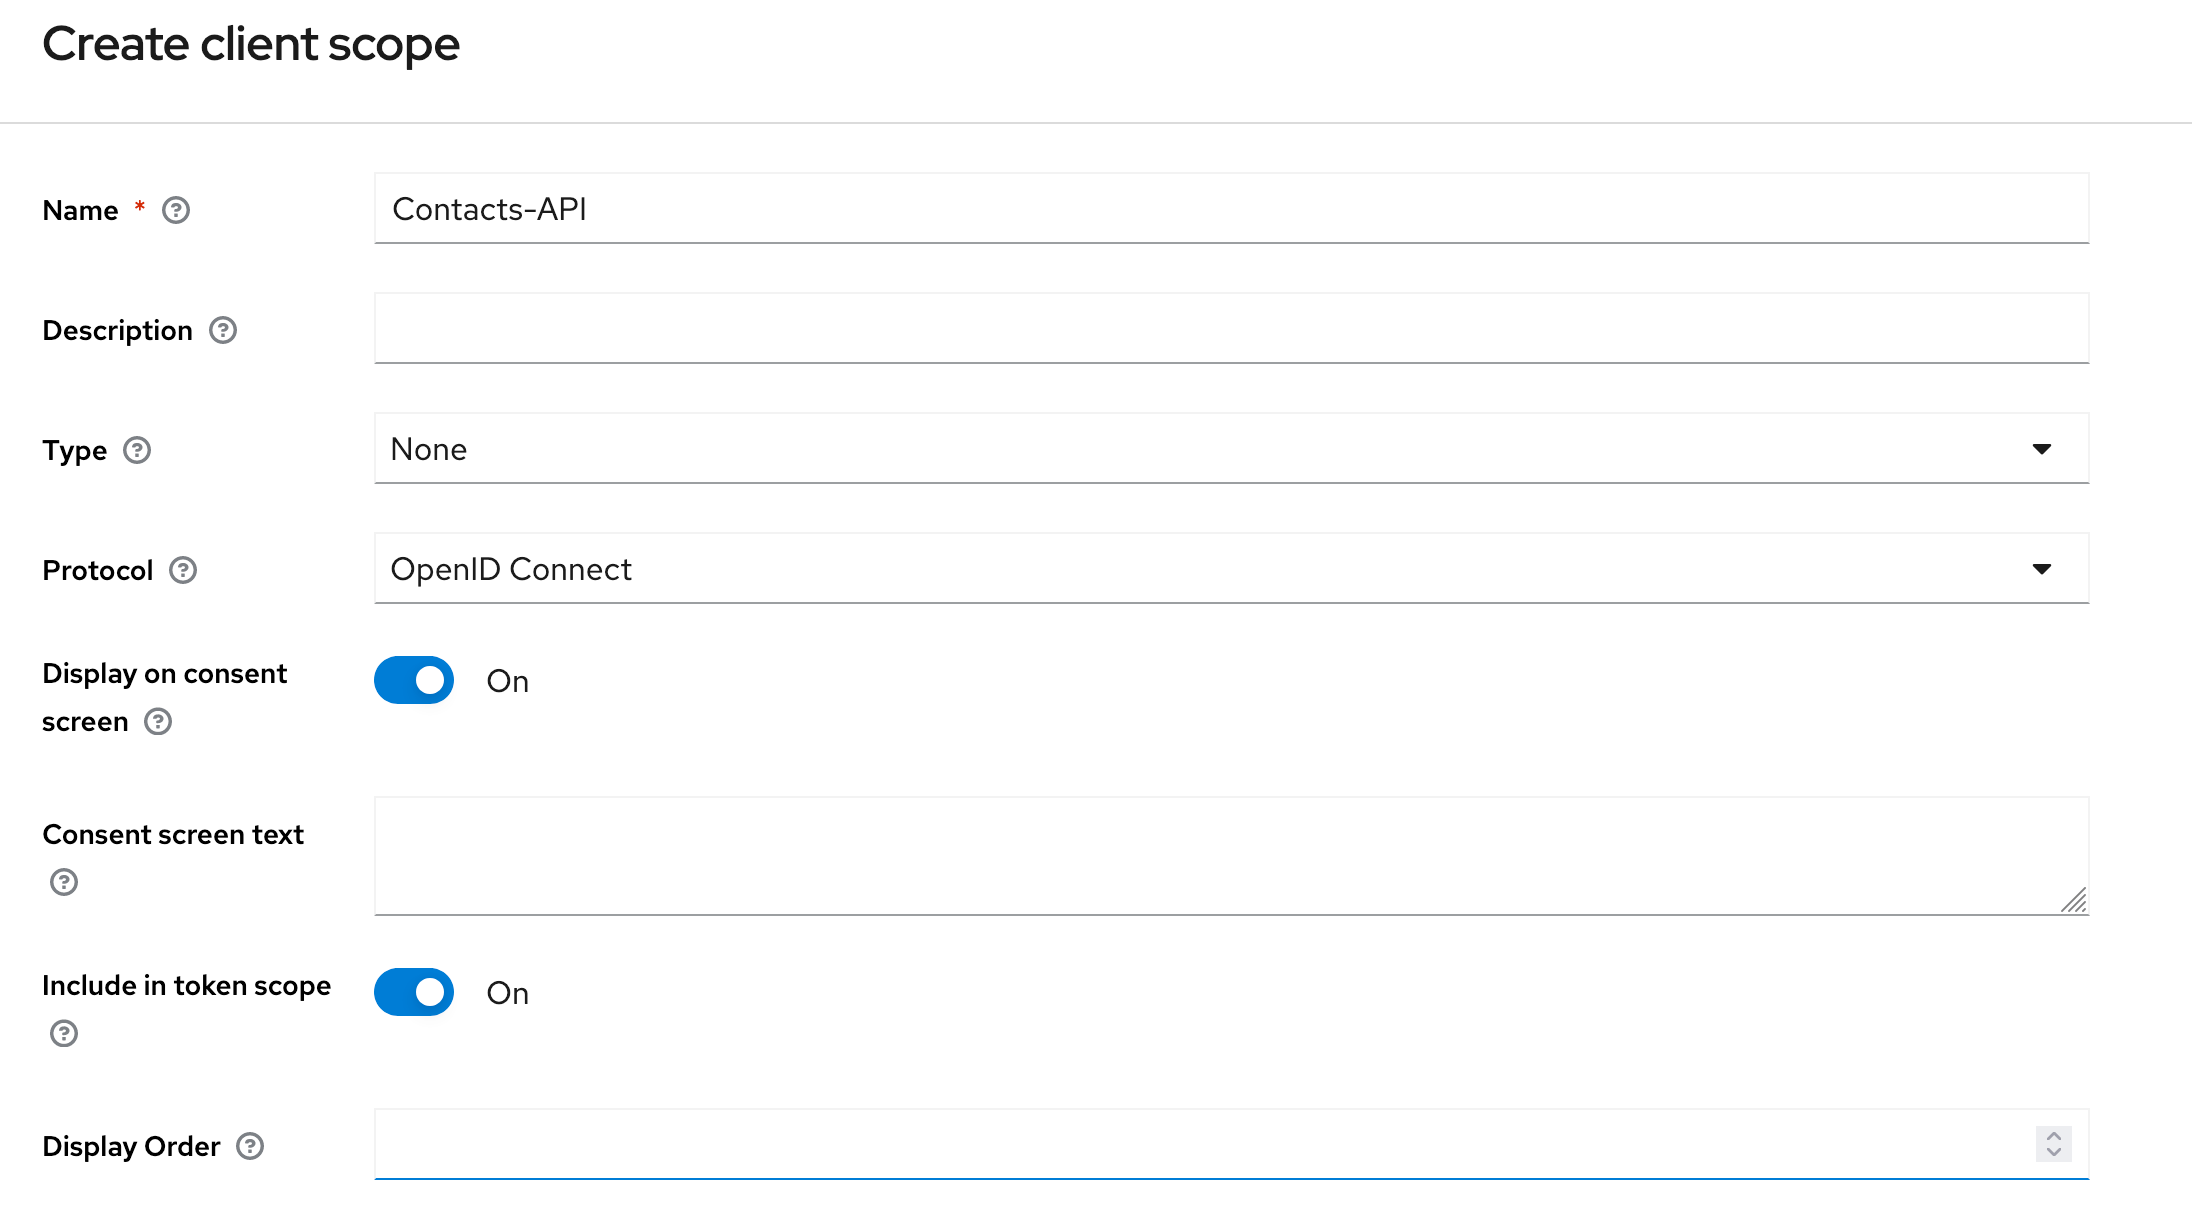 Create client scope
Name *
Contacts-API
Description
Type
None
Protocol
OpenID Connect
Display on consent
screen
On
Consent screen text
Include in token scope
On
Display Order